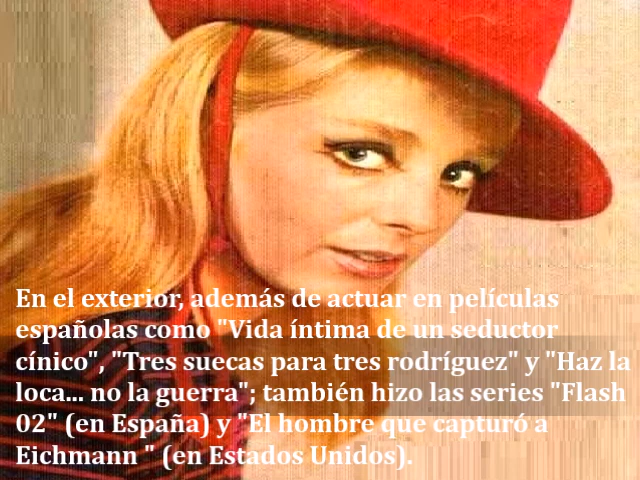 En el exterior, además de actuar en películas
españolas como "Vida íntima de un seductor
cínico", "Tres suecas para tres rodríguez" y "Haz la
loca... no la guerra"; también hizo las series "Flash
02" (en España) y "El hombre que capturó a
Eichmann " (en Estados Unidos).